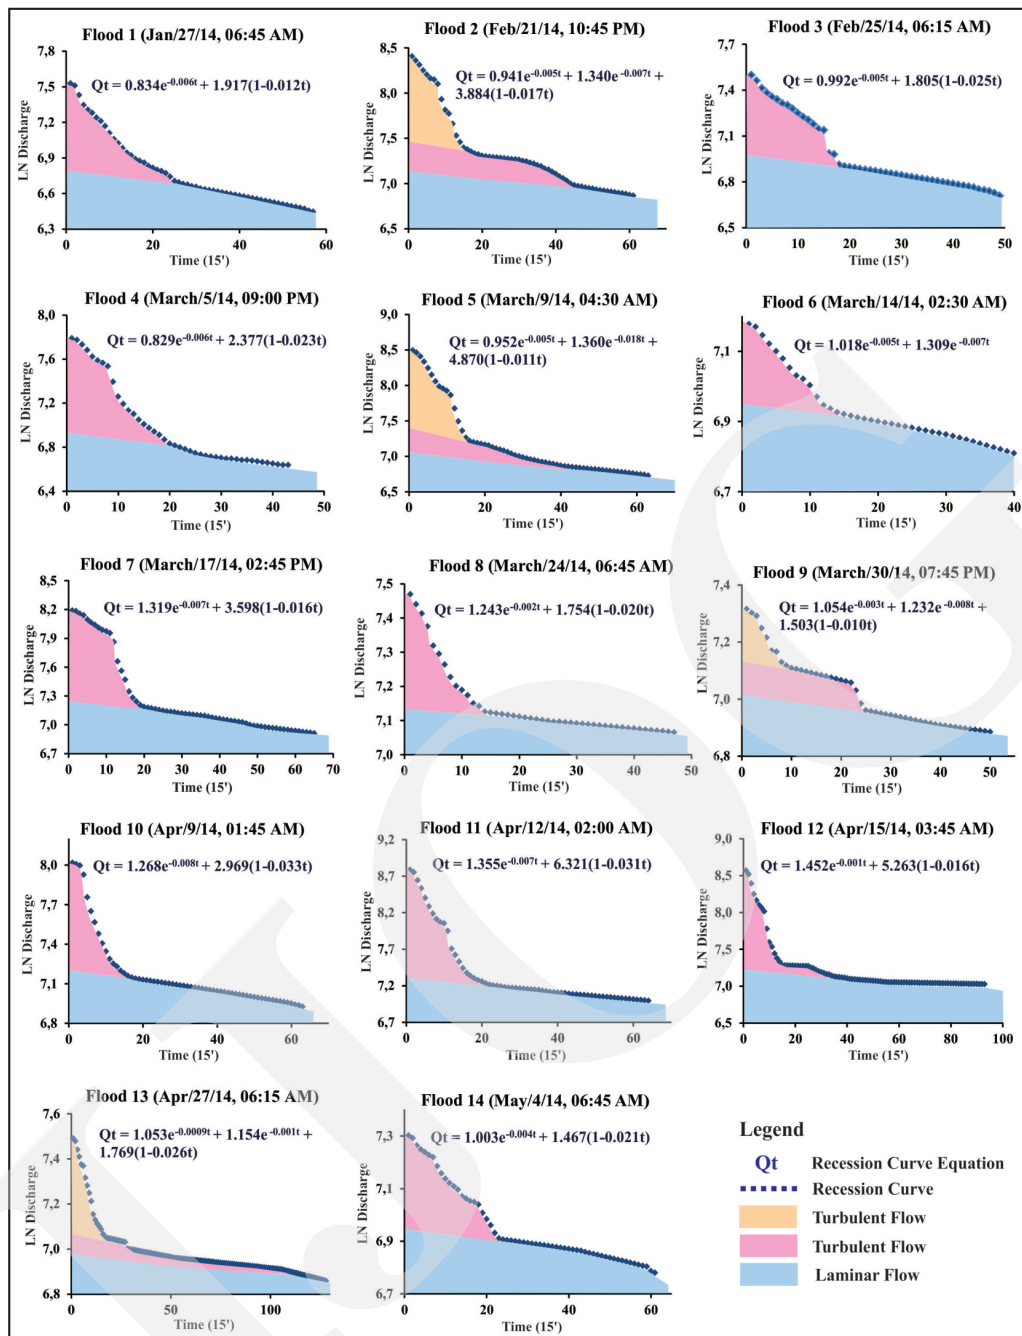 Flood 1 (Jan/27/14, 06:45 AM)
7,8
7,5
7,2
6,9
6,6
6,3
LN Discharge
Qt = 0.834e-0.006t + 1.917(1-0.012t)
0 20 40 60
Time (15')
Flood 2 (Feb/21/14, 10:45 PM)
8,5
8,0
7,5
7,0
6,5
LN Discharge
Qt = 0.941e-0.005t + 1.340e-0.007t +
3.884(1-0.017t)
0 20 40 60
Time (15')
Flood 3 (Feb/25/14, 06:15 AM)
7,7
7,4
7,1
6,8
6,5
LN Discharge
Qt = 0.992e-0.005t + 1.805(1-0.025t)
0 10 20 30 40 50
Time (15')
Flood 4 (March/5/14, 09:00 PM)
8,0
7,6
7,2
6,8
6,4
LN Discharge
Qt = 0.829e-0.006t + 2.377(1-0.023t)
0 10 20 30 40 50
Time (15')
Flood 5 (March/9/14, 04:30 AM)
9,0
8,5
8,0
7,5
7,0
6,5
LN Discharge
Qt = 0.952e-0.005t + 1.360e-0.018t +
4.870(1-0.011t)
0 20 40 60
Time (15')
Flood 6 (March/14/14, 02:30 AM)
7,1
6,9
6,7
LN Discharge
Qt = 1.018e-0.005t + 1.309e-0.007t
0 10 20 30 40
Time (15')
Flood 7 (March/17/14, 02:45 PM)
8,5
8,2
7,9
7,6
7,3
7,0
6,7
LN Discharge
Qt = 1.319e-0.007t + 3.598(1-0.016t)
0 10 20 30 40 50 60 70
Time (15')
Flood 8 (March/24/14, 06:45 AM)
7,5
7,4
7,3
7,2
7,1
7,0
LN Discharge
Qt = 1.243e-0.002t + 1.754(1-0.020t)
0 10 20 30 40 50
Time (15')
Flood 9 (March/30/14, 07:45 PM)
7,4
7,2
7,0
6,8
LN Discharge
Qt = 1.054e-0.003t + 1.232e-0.008t +
1.503(1-0.010t)
0 10 20 30 40 50
Time (15')
Flood 10 (Apr/9/14, 01:45 AM)
8,0
7,7
7,4
7,1
6,8
LN Discharge
Qt = 1.268e-0.008t + 2.969(1-0.033t)
0 20 40 60
Time (15')
Flood 11 (Apr/12/14, 02:00 AM)
9,2
8,7
8,2
7,7
7,2
6,7
LN Discharge
Qt = 1.355e-0.007t + 6.321(1-0.031t)
0 20 40 60
Time (15')
Flood 12 (Apr/15/14, 03:45 AM)
9,0
8,5
8,0
7,5
7,0
6,5
LN Discharge
Qt = 1.452e-0.001t + 5.263(1-0.016t)
0 20 40 60 80 100
Time (15')
Flood 13 (Apr/27/14, 06:15 AM)
7,6
7,4
7,2
7,0
6,8
LN Discharge
Qt = 1.053e-0.0009t + 1.154e-0.001t +
1.769(1-0.026t)
50 100
Time (15')
Flood 14 (May/4/14, 06:45 AM)
7,3
7,1
6,9
6,7
LN Discharge
Qt = 1.003e-0.004t + 1.467(1-0.021t)
0 20 40 60
Time (15')
Legend
Qt Recession Curve Equation
Recession Curve
Turbulent Flow
Turbulent Flow
Laminar Flow